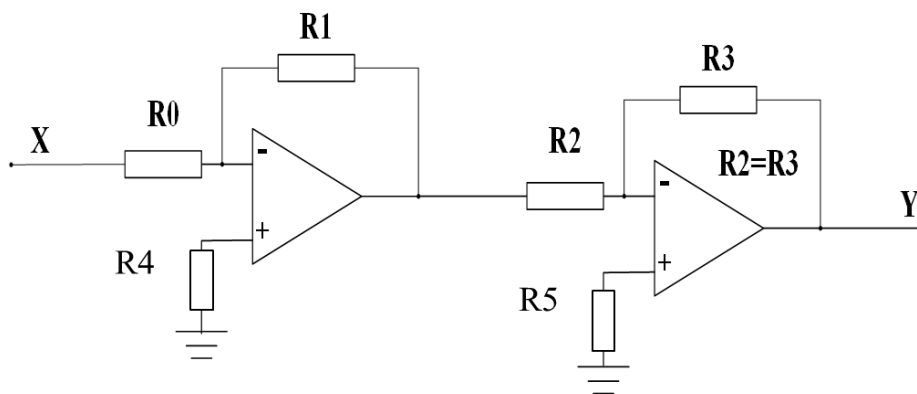 R1
R3
X
R0
R2
R2=R3
-
-
Y
+
R4
+
R5